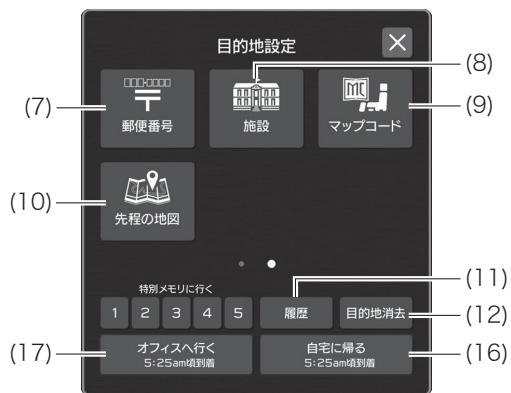 目的地設定
(8)
(7)
郵便番号
施設
マップコード
(9)
(10)
先程の地図
特別メモリに行く
(11)
1 2 3 4 5
履歴
目的地消去
(12)
(17)
オフィスへ行く
5:25am頃到着
自宅に帰る
5:25am頃到着
(16)